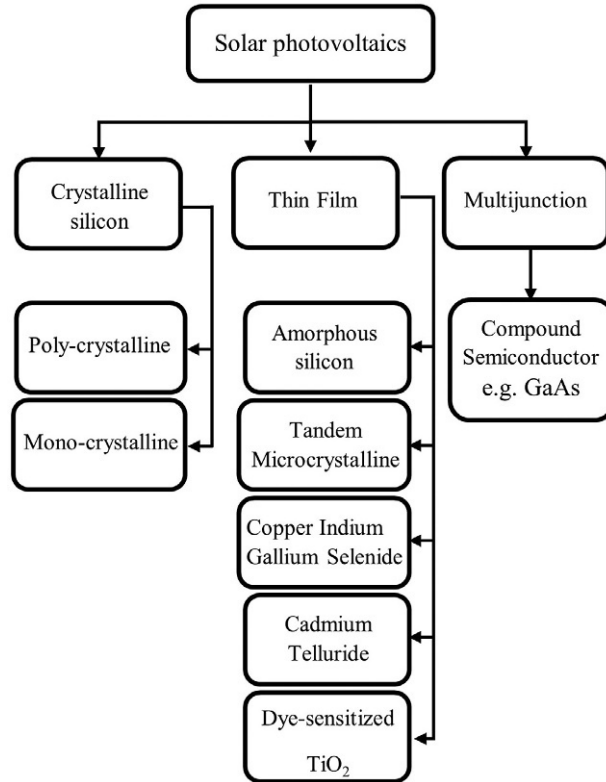 Solar photovoltaics
Crystalline
silicon
Thin Film
Multijunction
Poly-crystalline
Mono-crystalline
Amorphous
silicon
Tandem
Microcrystalline
Copper Indium
Gallium Selenide
Cadmium
Telluride
Dye-sensitized
TiO₂
Compound
Semiconductor
e.g. GaAs